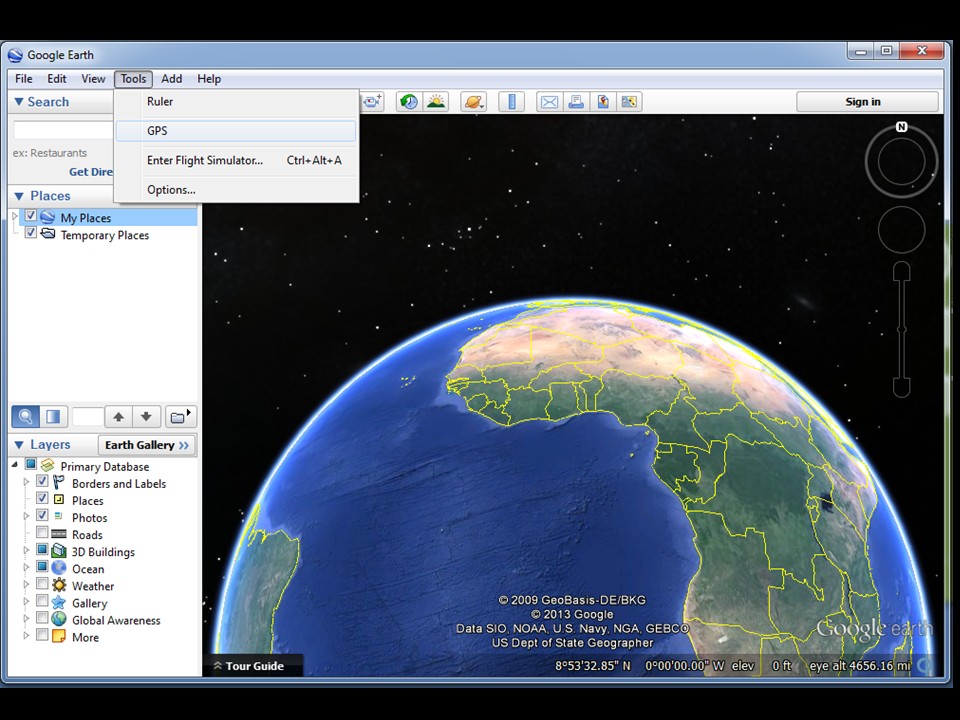 Google Earth
File Edit View Tools Add Help
Search
Ruler
GPS
Enter Flight Simulator... Ctrl+Alt+A
Options...
Sign in
ex: Restaurants
Get Dire
Places
My Places
Temporary Places
N
Layers
Earth Gallery >>
Primary Database
Borders and Labels
Places
Photos
Roads
3D Buildings
Ocean
Weather
Gallery
Global Awareness
More
© 2009 GeoBasis-DE/BKG
© 2013 Google
Data SIO, NOAA, U.S. Navy, NGA, GEBCO
US Dept of State Geographer
Google earth
Tour Guide
8°53'32.85" N 0°00'00.00" W elev 0 ft eye alt 4656.16 mi